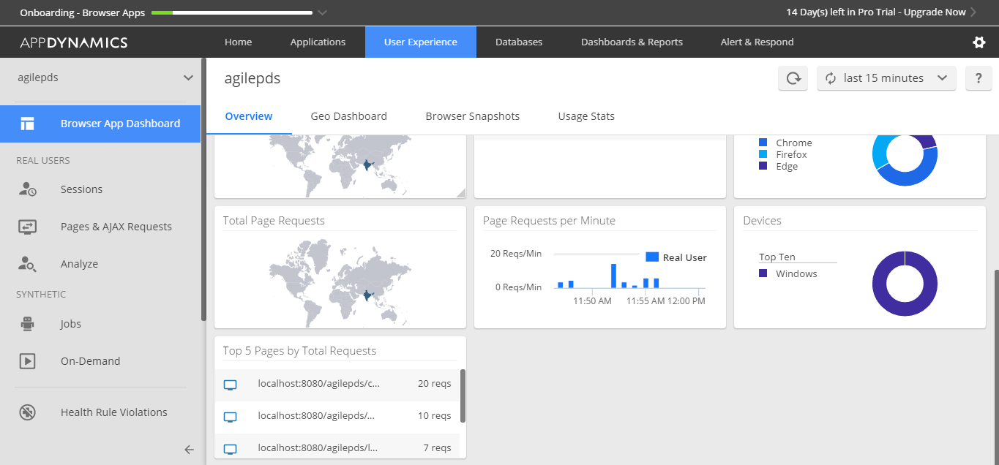 Onboarding - Browser Apps
14 Day(s) left in Pro Trial - Upgrade Now
APPDYNAMICS
Home
Applications
User Experience
Databases
Dashboards & Reports
Alert & Respond
agilepds
Browser App Dashboard
REAL USERS
Sessions
Pages & AJAX Requests
Analyze
SYNTHETIC
Jobs
On-Demand
Health Rule Violations
agilepds
last 15 minutes
?
Overview
Geo Dashboard
Browser Snapshots
Usage Stats
Chrome
Firefox
Edge
Total Page Requests
Page Requests per Minute
20 Reqs/Min
0 Reqs/Min
Real User
11:50 AM
11:55 AM
12:00 PM
Devices
Top Ten
Windows
Top 5 Pages by Total Requests
localhost:8080/agilepds/c... 20 reqs
localhost:8080/agilepds/... 10 reqs
localhost:8080/agilepds/l... 7 reqs